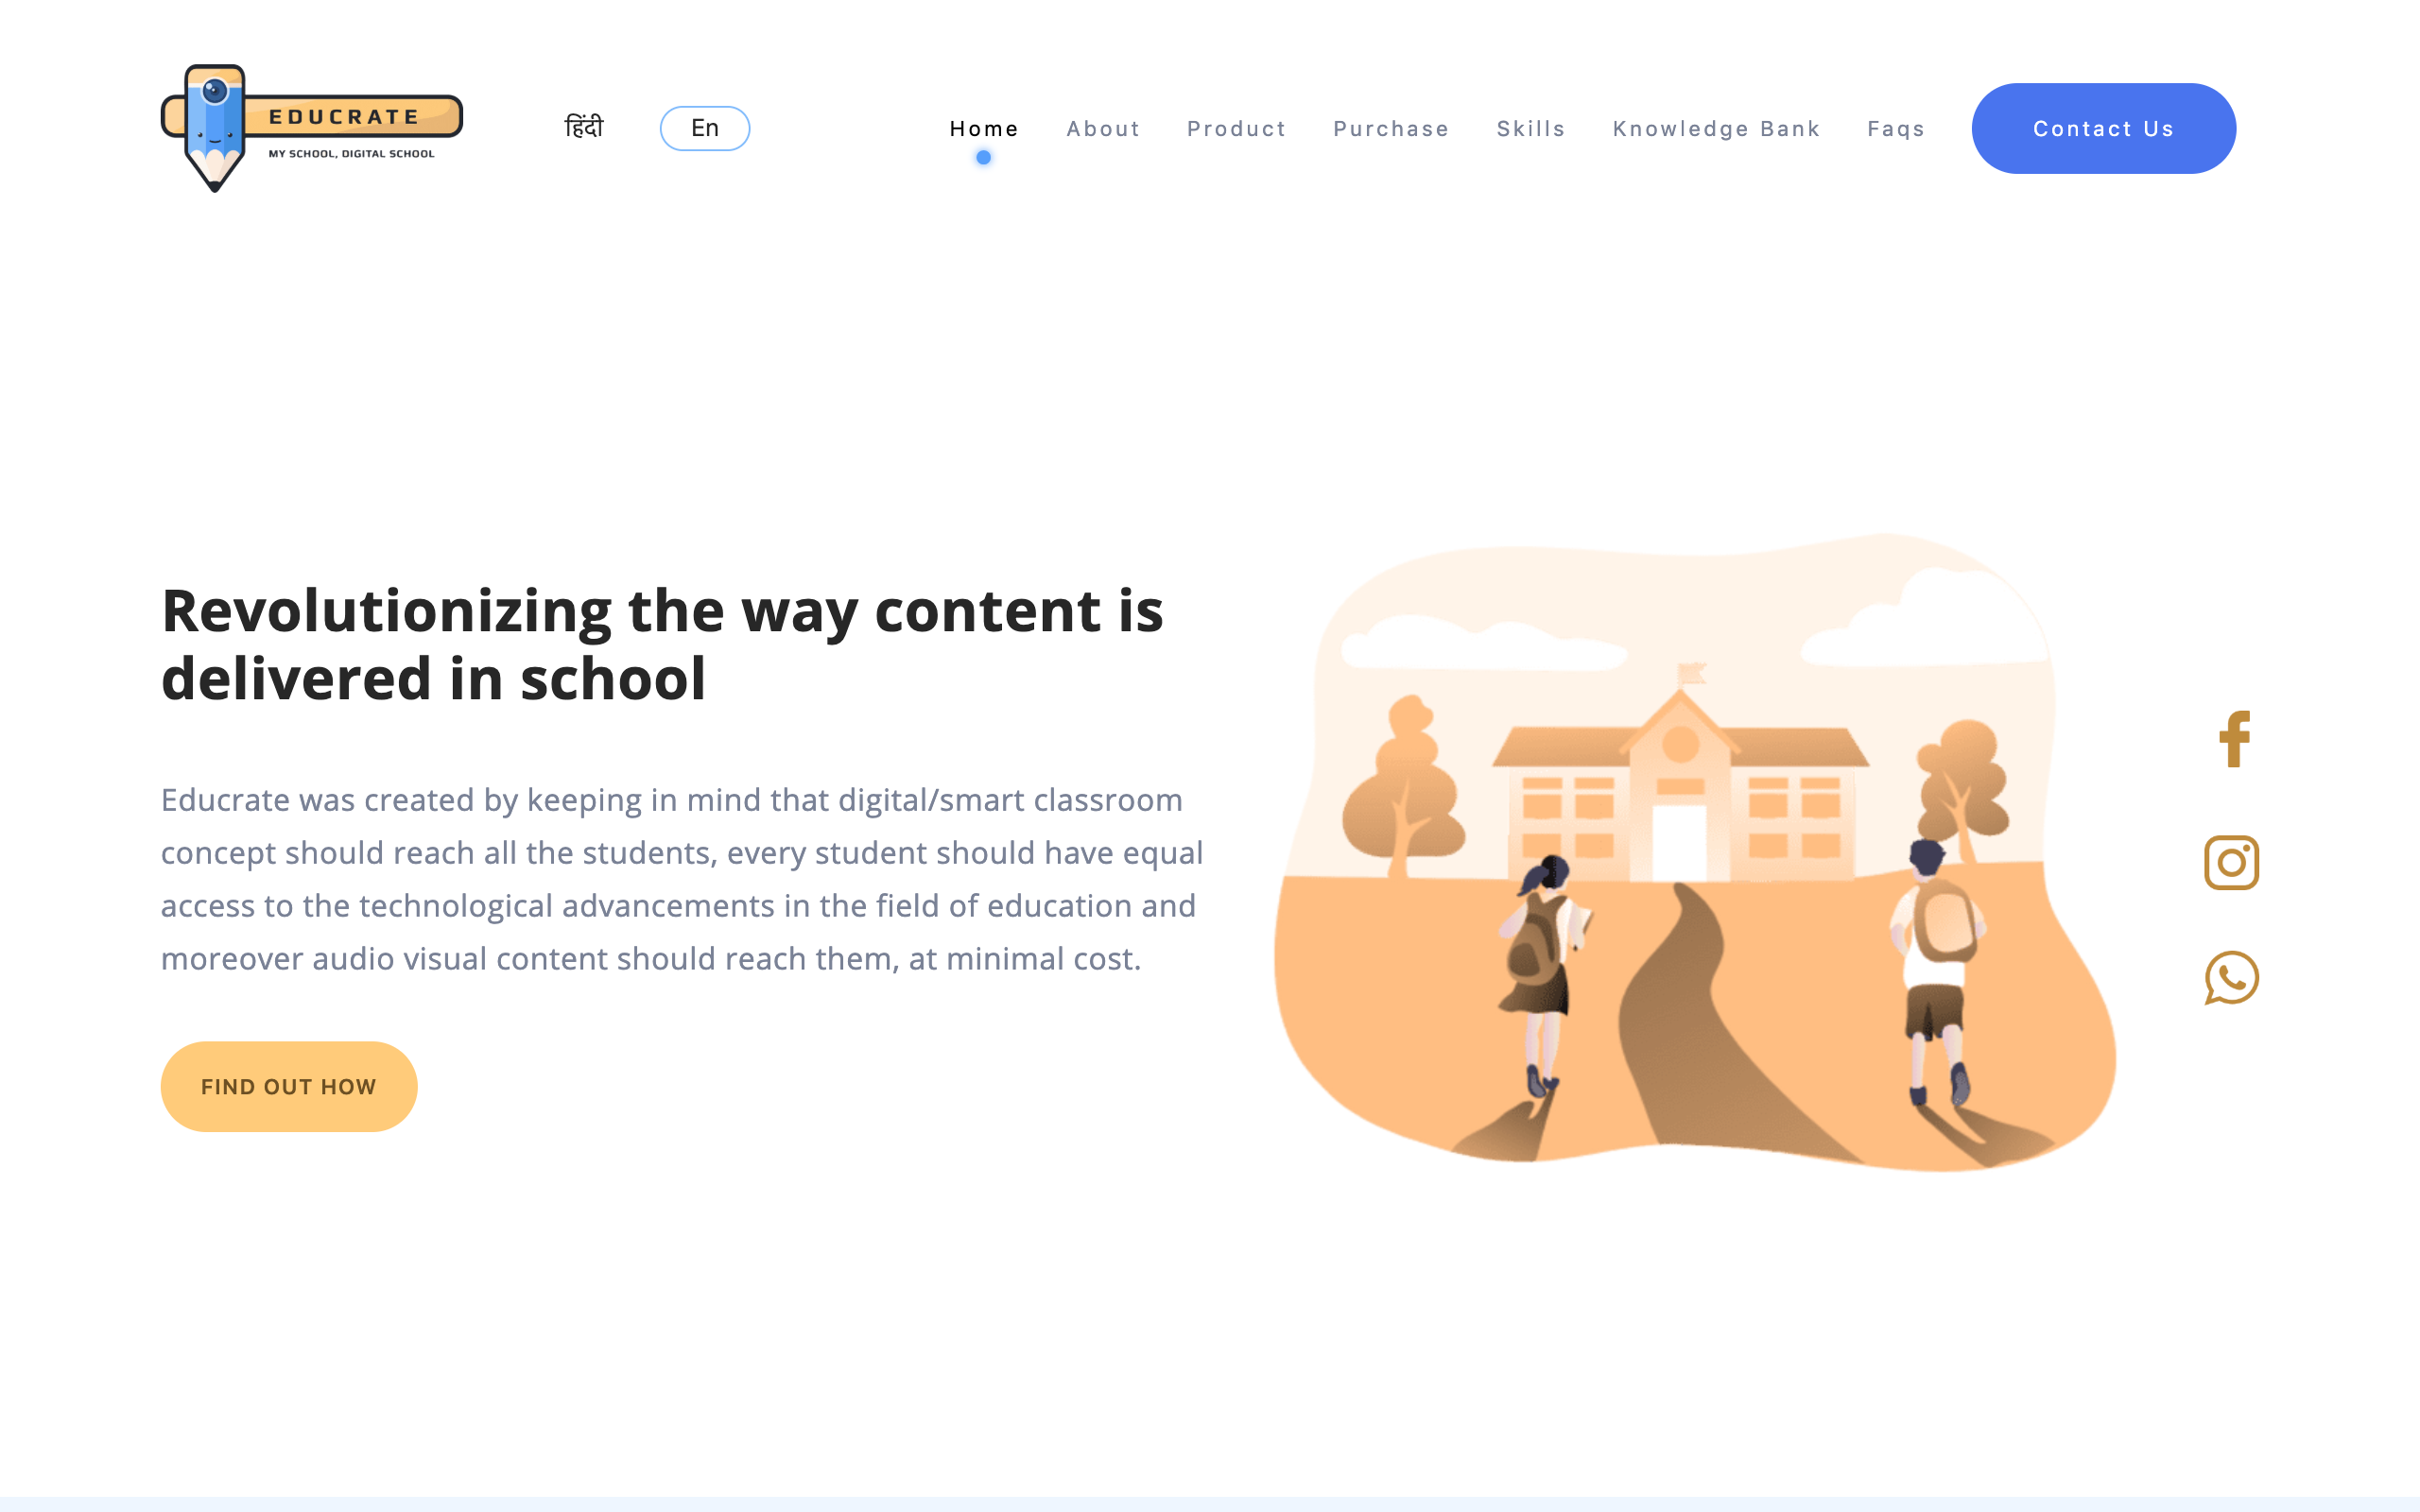 EDUCRATE
MY SCHOOL, DIGITAL SCHOOL
हिंदी
En
Home
About
Product
Purchase
Skills
Knowledge Bank
Faqs
Contact Us
Revolutionizing the way content is
delivered in school
Educrate was created by keeping in mind that digital/smart classroom
concept should reach all the students, every student should have equal
access to the technological advancements in the field of education and
moreover audio visual content should reach them, at minimal cost.
FIND OUT HOW